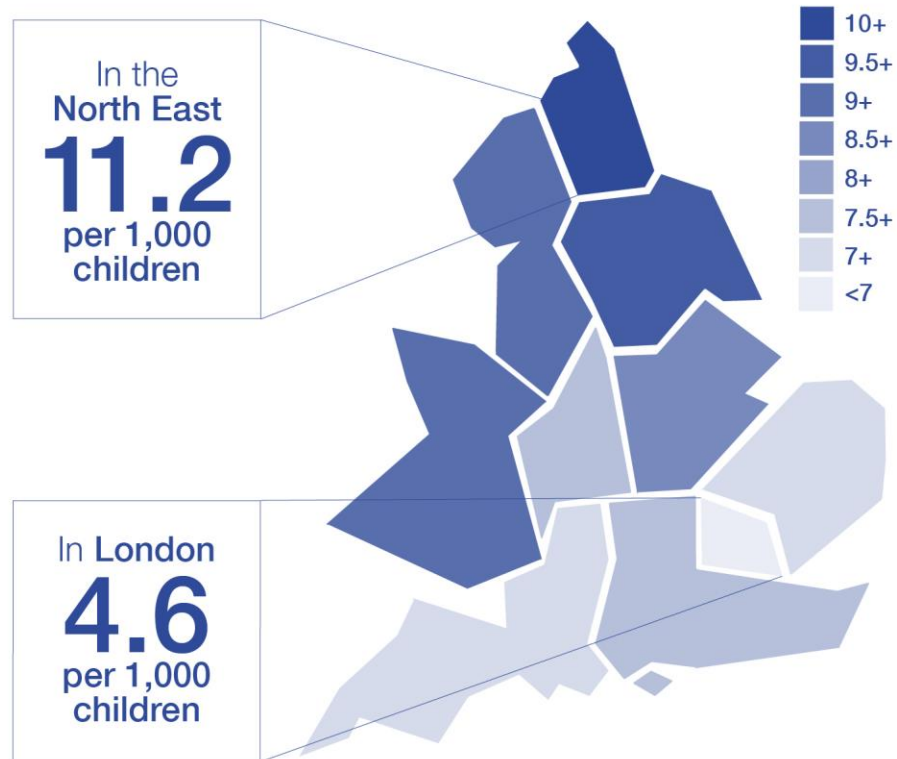 In the
North East
11.2
per 1,000
children
In London
4.6
per 1,000
children
10+
9.5+
9+
8.5+
8+
7.5+
7+
<7